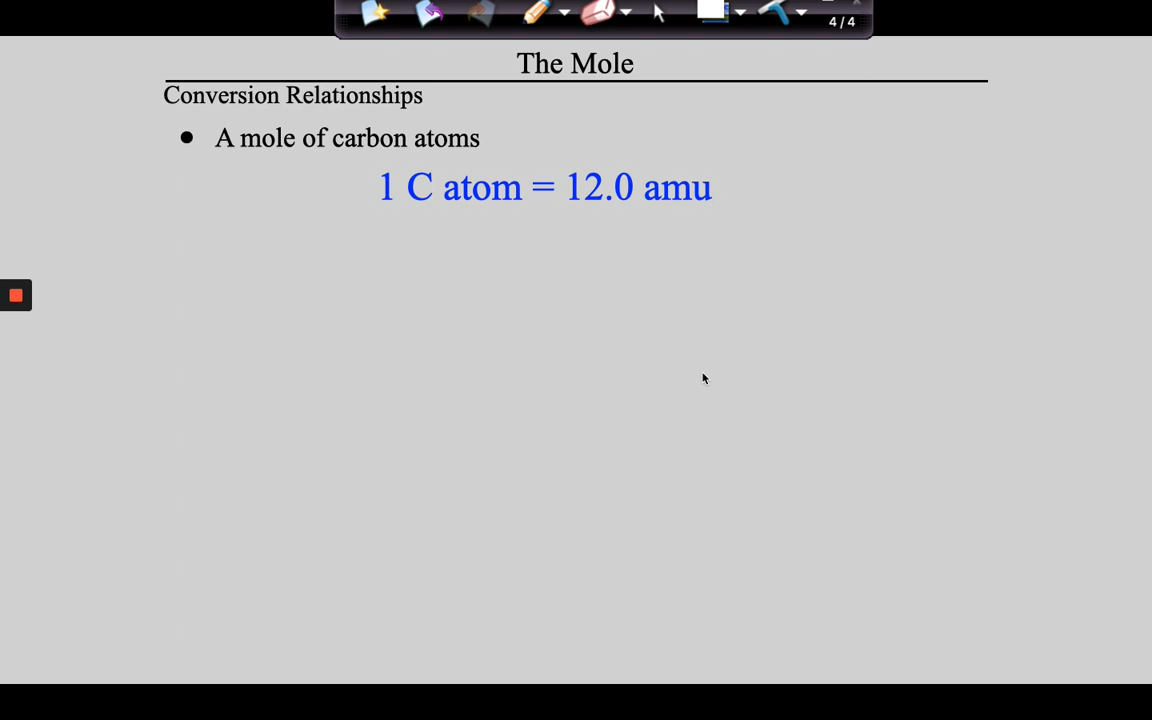 4 / 4
The Mole
Conversion Relationships
● A mole of carbon atoms
1 C atom = 12.0 amu